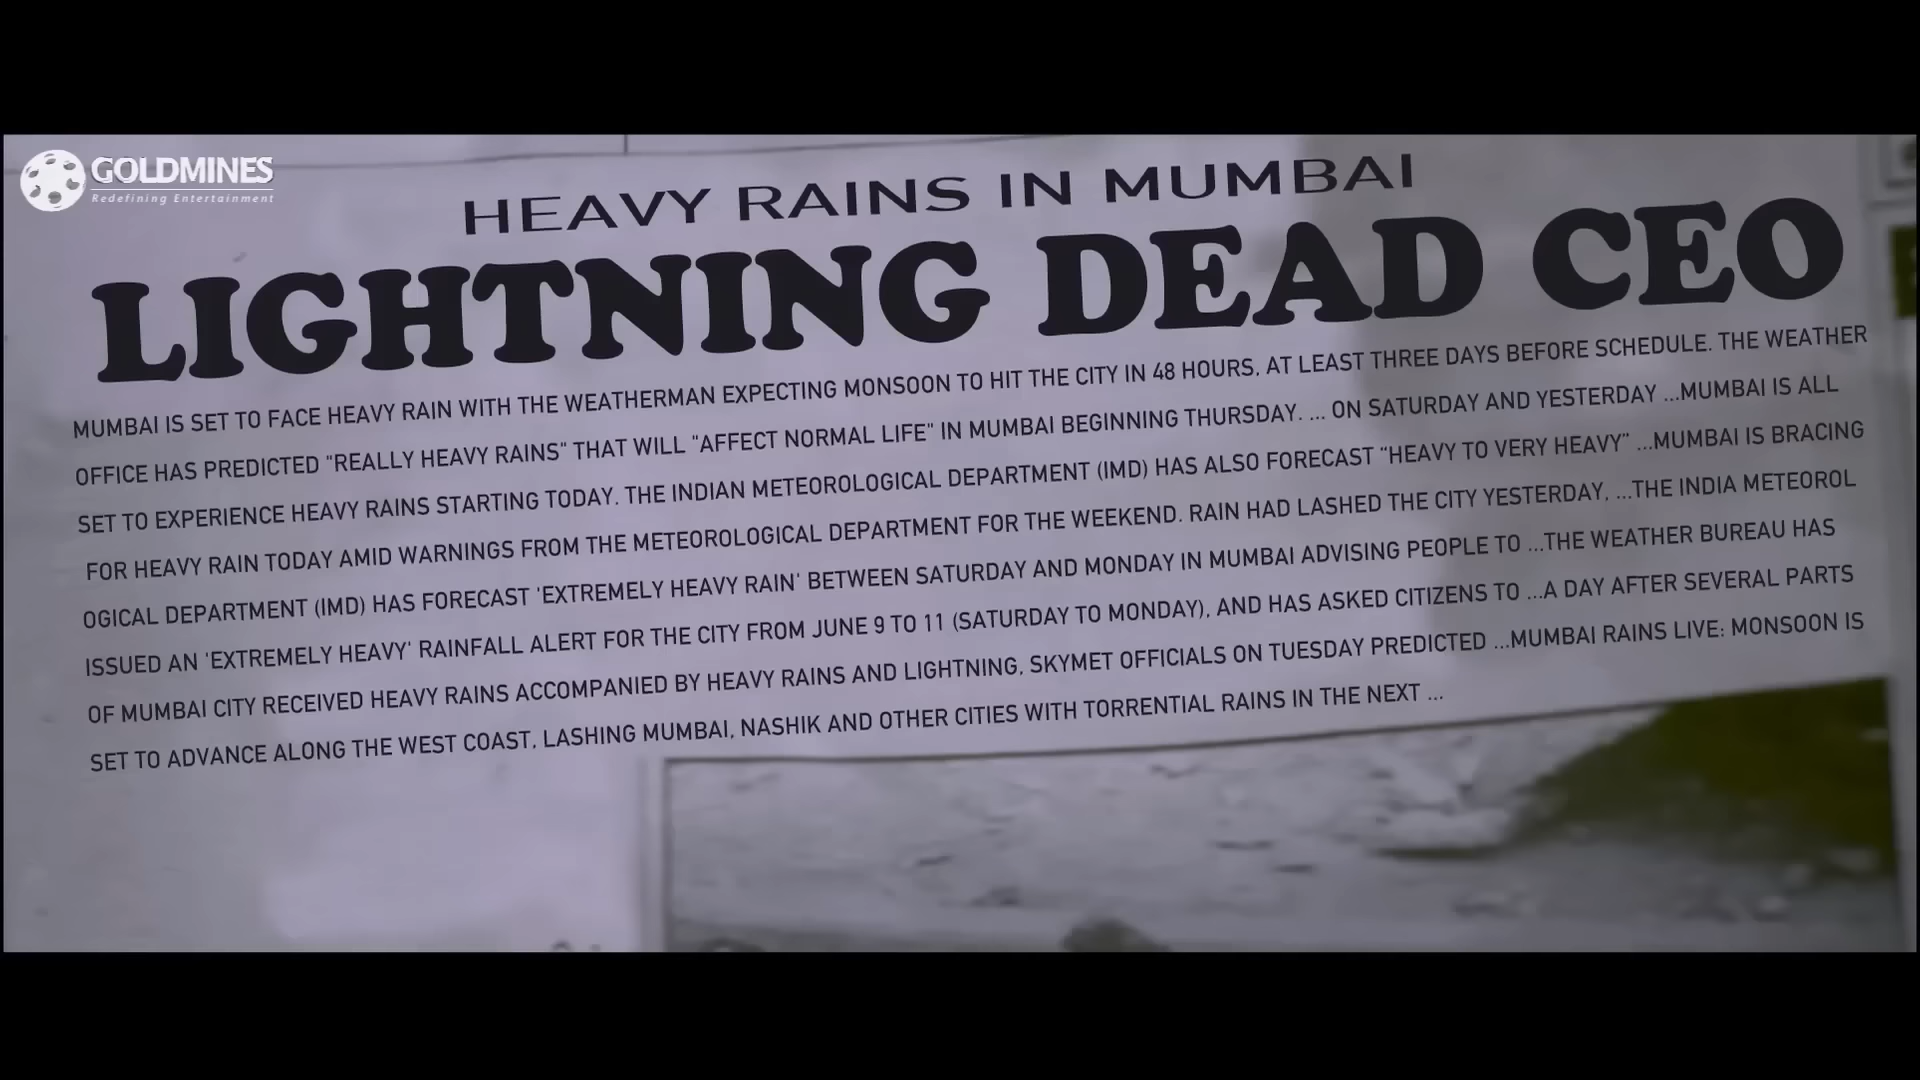 GOLDMINES
Redefining Entertainment
HEAVY RAINS IN MUMBAI
LIGHTNING DEAD CEO
MUMBAI IS SET TO FACE HEAVY RAIN WITH THE WEATHERMAN EXPECTING MONSOON TO HIT THE CITY IN 48 HOURS, AT LEAST THREE DAYS BEFORE SCHEDULE. THE WEATHER
OFFICE HAS PREDICTED "REALLY HEAVY RAINS" THAT WILL "AFFECT NORMAL LIFE" IN MUMBAI BEGINNING THURSDAY. ... ON SATURDAY AND YESTERDAY ...MUMBAI IS ALL
SET TO EXPERIENCE HEAVY RAINS STARTING TODAY. THE INDIAN METEOROLOGICAL DEPARTMENT (IMD) HAS ALSO FORECAST "HEAVY TO VERY HEAVY" ...MUMBAI IS BRACING
FOR HEAVY RAIN TODAY AMID WARNINGS FROM THE METEOROLOGICAL DEPARTMENT FOR THE WEEKEND. RAIN HAD LASHED THE CITY YESTERDAY, ...THE INDIA METEOROL
OGICAL DEPARTMENT (IMD) HAS FORECAST 'EXTREMELY HEAVY RAIN' BETWEEN SATURDAY AND MONDAY IN MUMBAI ADVISING PEOPLE TO ...THE WEATHER BUREAU HAS
ISSUED AN 'EXTREMELY HEAVY' RAINFALL ALERT FOR THE CITY FROM JUNE 9 TO 11 (SATURDAY TO MONDAY), AND HAS ASKED CITIZENS TO ...A DAY AFTER SEVERAL PARTS
OF MUMBAI CITY RECEIVED HEAVY RAINS ACCOMPANIED BY HEAVY RAINS AND LIGHTNING, SKYMET OFFICIALS ON TUESDAY PREDICTED ...MUMBAI RAINS LIVE: MONSOON IS
SET TO ADVANCE ALONG THE WEST COAST, LASHING MUMBAI, NASHIK AND OTHER CITIES WITH TORRENTIAL RAINS IN THE NEXT ...